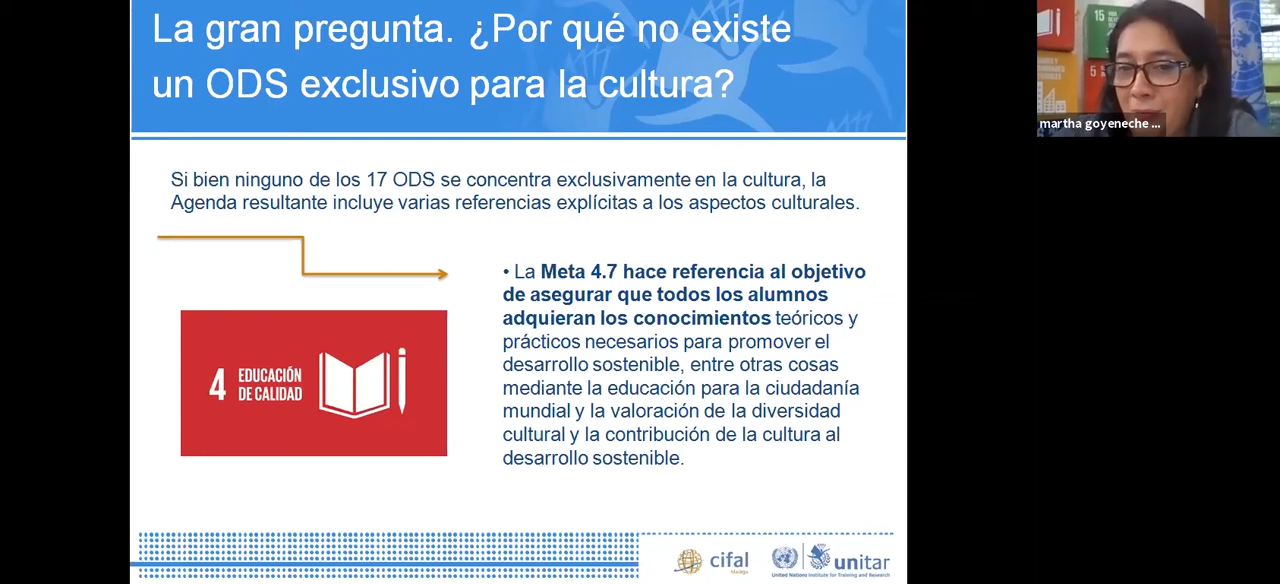 La gran pregunta. ¿Por qué no existe
un ODS exclusivo para la cultura?
Si bien ninguno de los 17 ODS se concentra exclusivamente en la cultura, la
Agenda resultante incluye varias referencias explícitas a los aspectos culturales.
• La Meta 4.7 hace referencia al objetivo
de asegurar que todos los alumnos
adquieran los conocimientos teóricos y
prácticos necesarios para promover el
desarrollo sostenible, entre otras cosas
mediante la educación para la ciudadanía
mundial y la valoración de la diversidad
cultural y la contribución de la cultura al
desarrollo sostenible.
4 EDUCACIÓN
DE CALIDAD
cifal
Málaga
unitar
United Nations Institute for Training and Research
15
5
martha goyeneche ...